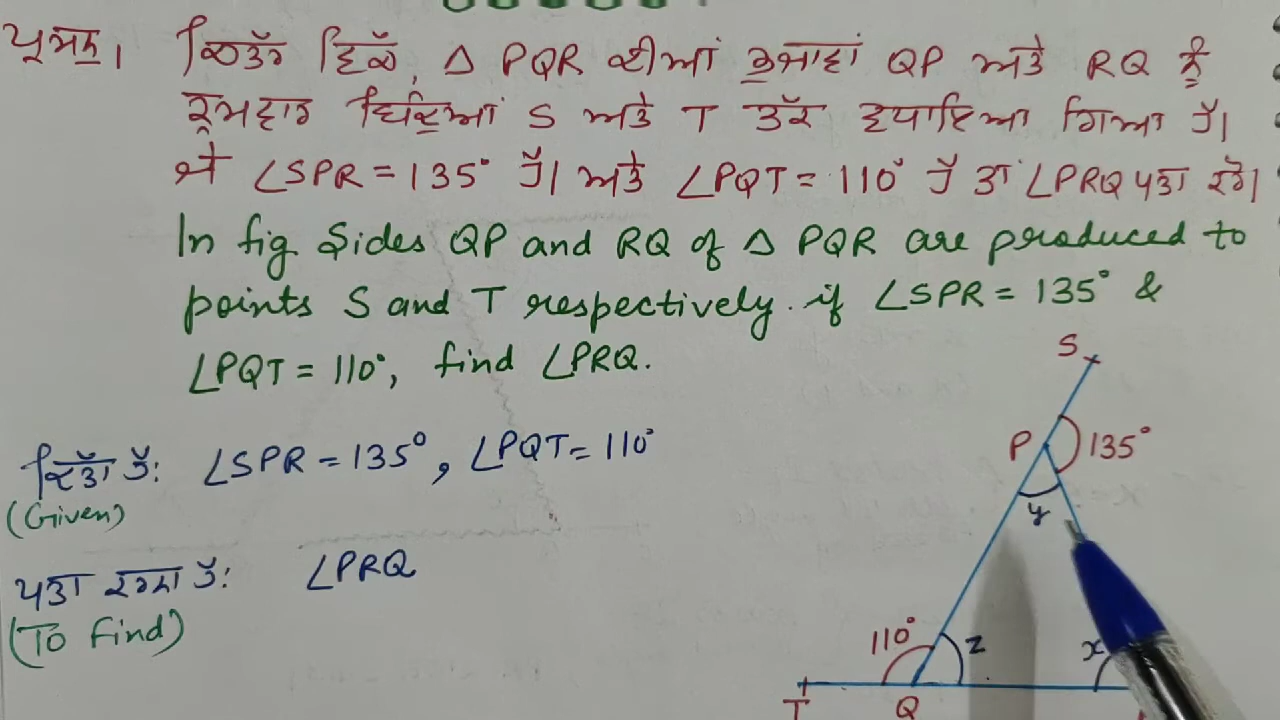 ਪ੍ਰਸ਼ਨ। ਚਿੱਤਰ ਵਿੱਚ, Δ PQR ਦੀਆਂ ਭੁਜਾਵਾਂ QP ਅਤੇ RQ ਨੂੰ
ਕ੍ਰਮਵਾਰ ਬਿੰਦੂਆਂ S ਅਤੇ T ਤੱਕ ਵਧਾਇਆ ਗਿਆ ਹੈ।
ਜੇ ∠SPR = 135° ਹੈ। ਅਤੇ ∠PQT = 110° ਹੈ ਤਾਂ ∠PRQ ਪਤਾ ਕਰੋ।
In fig Sides QP and RQ of Δ PQR are produced to
points S and T respectively. if ∠SPR = 135° &
∠PQT = 110°, find ∠PRQ.
S
ਦਿੱਤਾ ਹੈ: ∠SPR = 135°, ∠PQT = 110°
P 135°
(Given)
y
ਪਤਾ ਕਰਨਾ ਹੈ: ∠PRQ
(To find)
110° z x
T Q